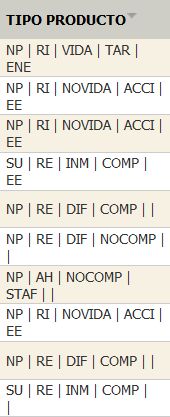 TIPO PRODUCTO
NP | RI | VIDA | TAR |
ENE
NP | RI | NOVIDA | ACCI |
EE
NP | RI | NOVIDA | ACCI |
EE
SU | RE | INM | COMP |
EE
NP | RE | DIF | COMP | |
NP | RE | DIF | NOCOMP |
|
NP | AH | NOCOMP |
STAF | |
NP | RI | NOVIDA | ACCI |
EE
NP | RE | DIF | COMP | |
SU | RE | INM | COMP |
|